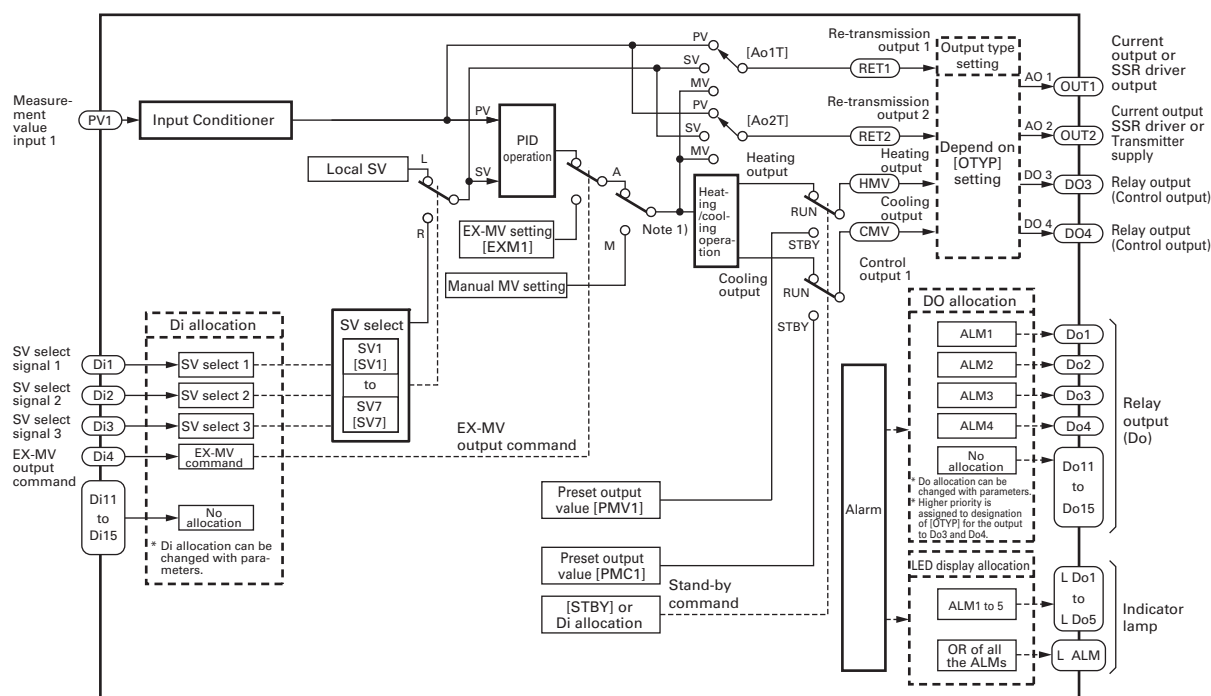 Measure-
ment
value
input 1
PV1
Input Conditioner
Local SV
L
R
PV
SV
PID
operation
EX-MV setting
[EXM1]
Manual MV setting
A
M
Note 1)
PV
SV
MV
[Ao1T]
PV
SV
MV
[Ao2T]
Re-transmission
output 1
RET1
Re-transmission
output 2
RET2
Heating
output
Heat-
ing
/cool-
ing
opera-
tion
Cooling
output
RUN
STBY
RUN
STBY
Heating
output
HMV
Cooling
output
CMV
Control
output 1
Output type
setting
Depend on
[OTYP]
setting
AO 1
OUT1
AO 2
OUT2
DO 3
DO3
DO 4
DO4
Current
output or
SSR driver
output
Current output
SSR driver or
Transmitter
supply
Relay output
(Control output)
Relay output
(Control output)
SV select
signal 1
SV select
signal 2
SV select
signal 3
EX-MV
output
command
Di1
Di2
Di3
Di4
Di11
to
Di15
Di allocation
SV select 1
SV select 2
SV select 3
EX-MV
command
No
allocation
* Di allocation can be
changed with para-
meters.
SV select
SV1
[SV1]
to
SV7
[SV7]
EX-MV
output command
Preset output
value [PMV1]
Preset output
value [PMC1]
[STBY] or
Di allocation
Stand-by
command
Alarm
DO allocation
ALM1
ALM2
ALM3
ALM4
No
allocation
* Do allocation can be
changed with parameters.
* Higher priority is
assigned to designation
of [OTYP] for the output
to Do3 and Do4.
Do1
Do2
Do3
Do4
Do11
to
Do15
Relay
output
(Do)
LED display allocation
ALM1 to 5
OR of all
the ALMs
L Do1
to
L Do5
L ALM
Indicator
lamp